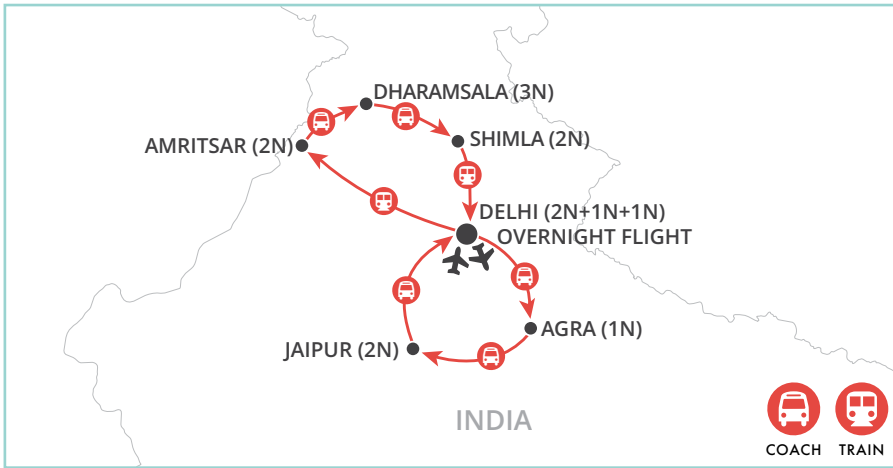 DHARAMSALA (3N)
AMRITSAR (2N)
SHIMLA (2N)
DELHI (2N+1N+1N)
OVERNIGHT FLIGHT
AGRA (1N)
JAIPUR (2N)
INDIA
COACH TRAIN